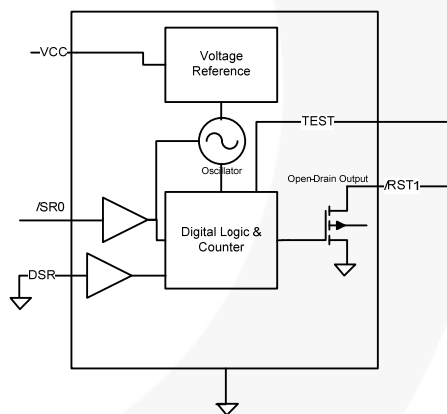 VCC
Voltage
Reference
TEST
Oscillator
Open-Drain Output
/RST1
/SR0
Digital Logic &
Counter
DSR